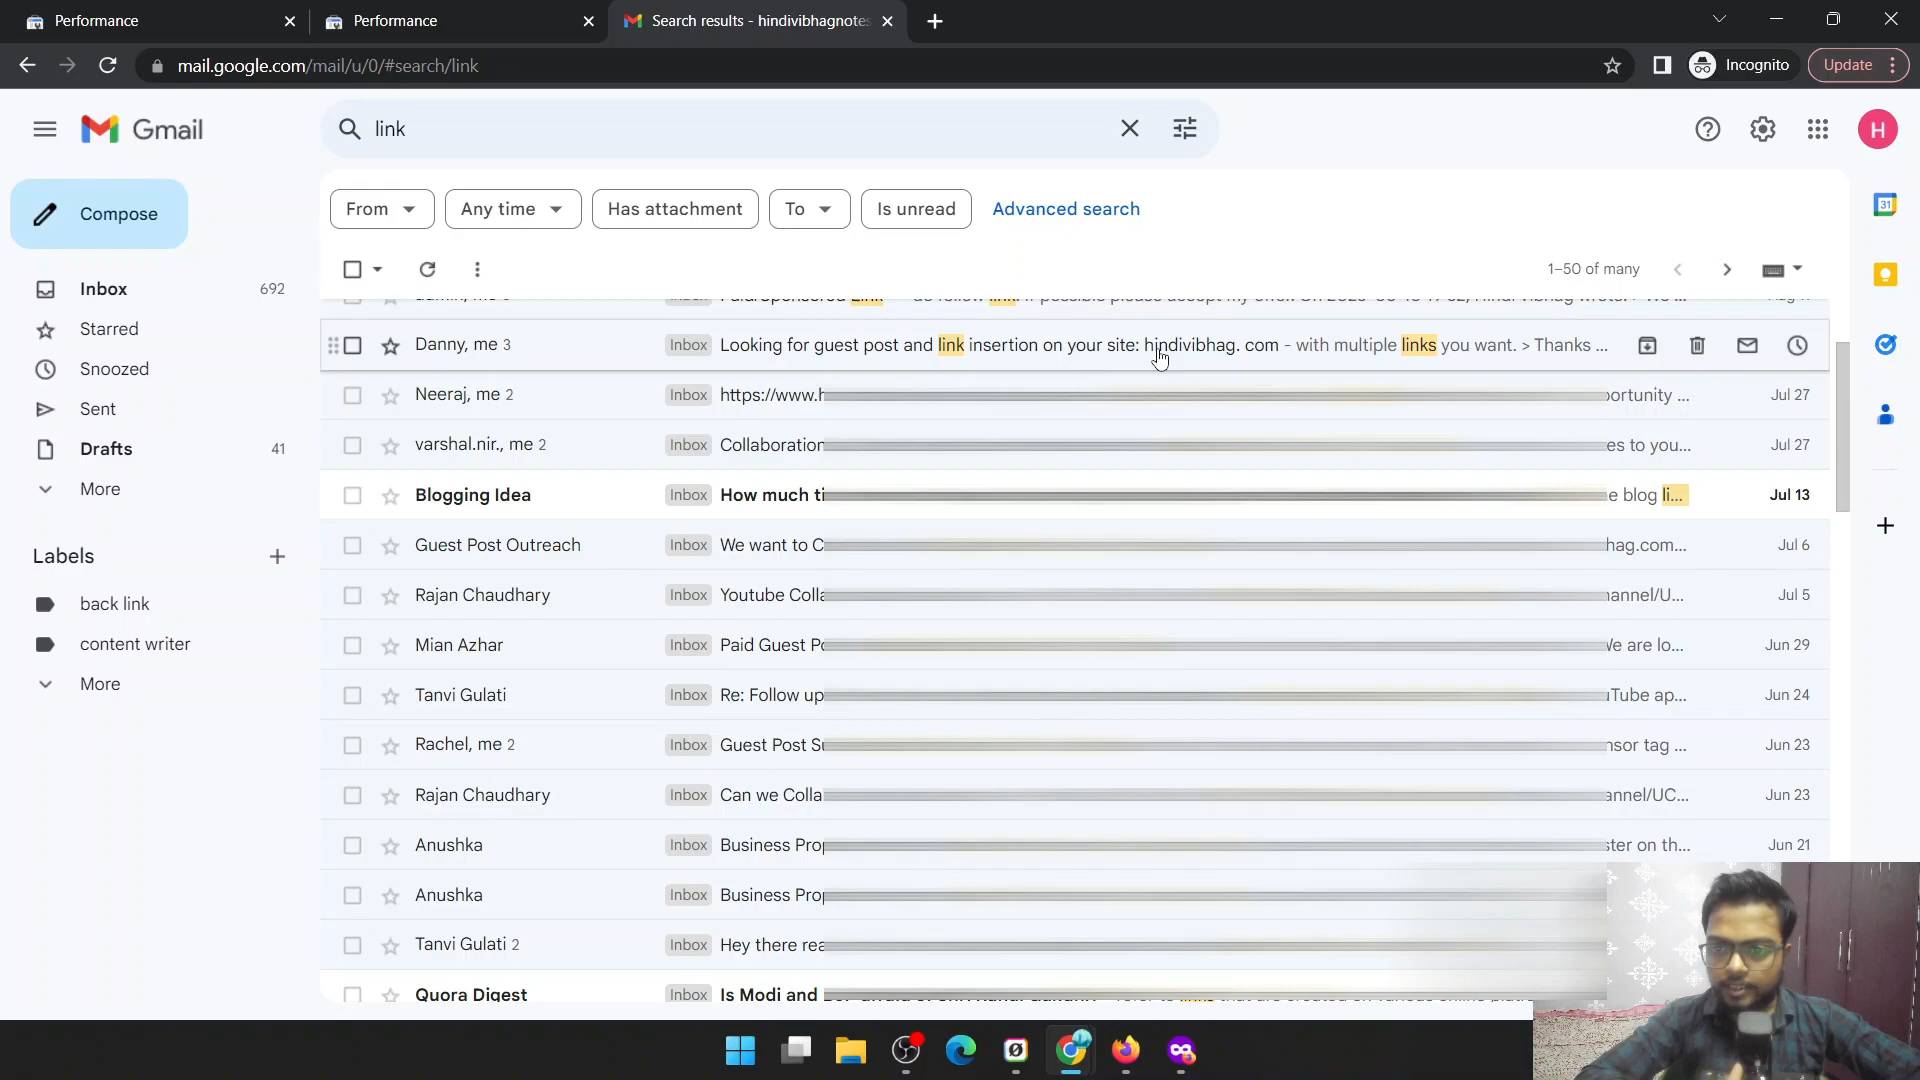 Performance
Performance
Search results - hindivibhagnotes
mail.google.com/mail/u/0/#search/link
Incognito
Update
Gmail
link
H
Compose
From
Any time
Has attachment
To
Is unread
Advanced search
31
Inbox 692
Starred
Snoozed
Sent
Drafts 41
More
Labels
back link
content writer
More
1–50 of many
Danny, me 3 Inbox Looking for guest post and link insertion on your site: hindivibhag. com - with multiple links you want. > Thanks ...
Neeraj, me 2 Inbox https://www.h portunity ... Jul 27
varshal.nir., me 2 Inbox Collaboration es to you... Jul 27
Blogging Idea Inbox How much ti e blog li... Jul 13
Guest Post Outreach Inbox We want to C hag.com... Jul 6
Rajan Chaudhary Inbox Youtube Colla hannel/U... Jul 5
Mian Azhar Inbox Paid Guest Po We are lo... Jun 29
Tanvi Gulati Inbox Re: Follow up uTube ap... Jun 24
Rachel, me 2 Inbox Guest Post Su nsor tag ... Jun 23
Rajan Chaudhary Inbox Can we Colla annel/UC... Jun 23
Anushka Inbox Business Prop ster on th... Jun 21
Anushka Inbox Business Prop
Tanvi Gulati 2 Inbox Hey there rea
Quora Digest Inbox Is Modi and